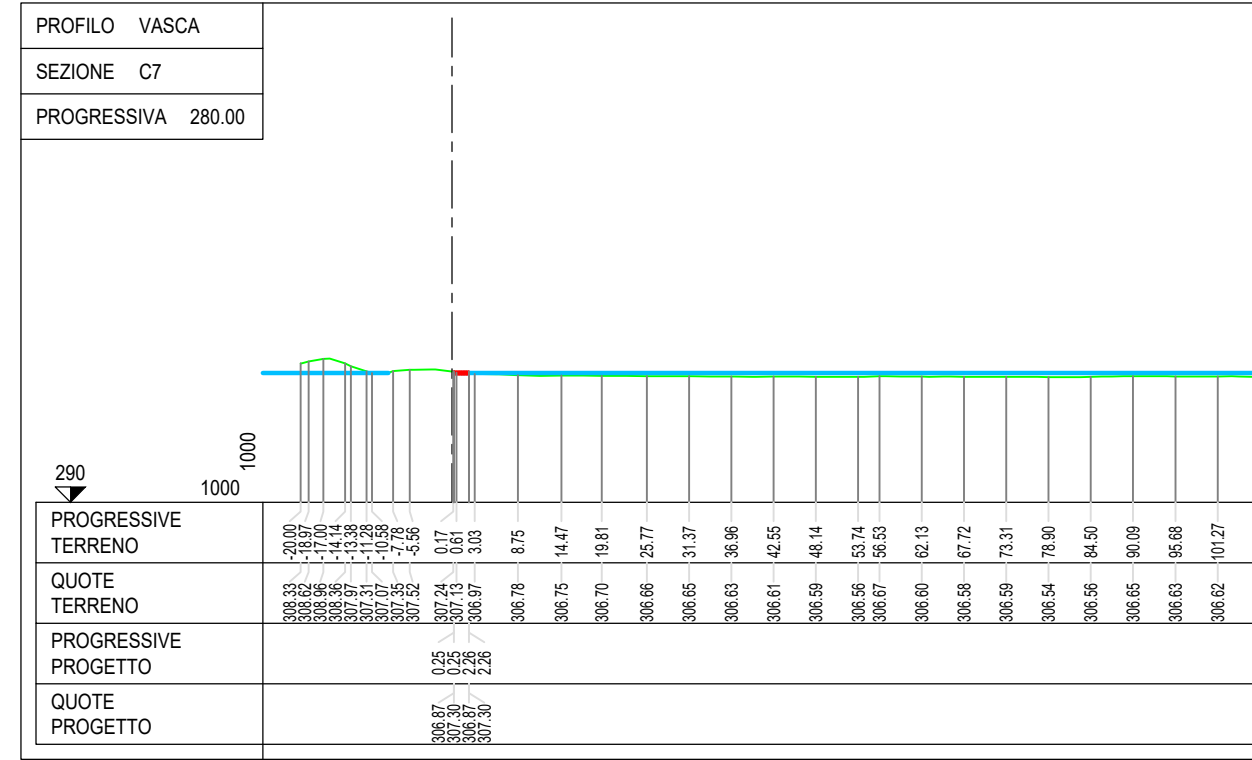 PROFILO VASCA
SEZIONE C7
PROGRESSIVA 280.00
1000
290
1000
PROGRESSIVE
TERRENO
-20.00 -18.97 -17.00 -14.14 -13.38 -11.28 -10.58 -7.78 -5.56 0.17 0.61 3.03 8.75 14.47 19.81 25.77 31.37 36.96 42.55 48.14 53.74 56.53 62.13 67.72 73.31 78.90 84.50 90.09 95.68 101.27
QUOTE
TERRENO
308.33 308.62 308.96 308.36 307.97 307.31 307.07 307.35 307.52 307.24 307.13 306.97 306.78 306.75 306.70 306.66 306.65 306.63 306.61 306.59 306.56 306.67 306.60 306.58 306.59 306.54 306.56 306.65 306.63 306.62
PROGRESSIVE
PROGETTO
0.25 0.25 2.26 2.26
QUOTE
PROGETTO
306.87 307.30 306.87 307.30